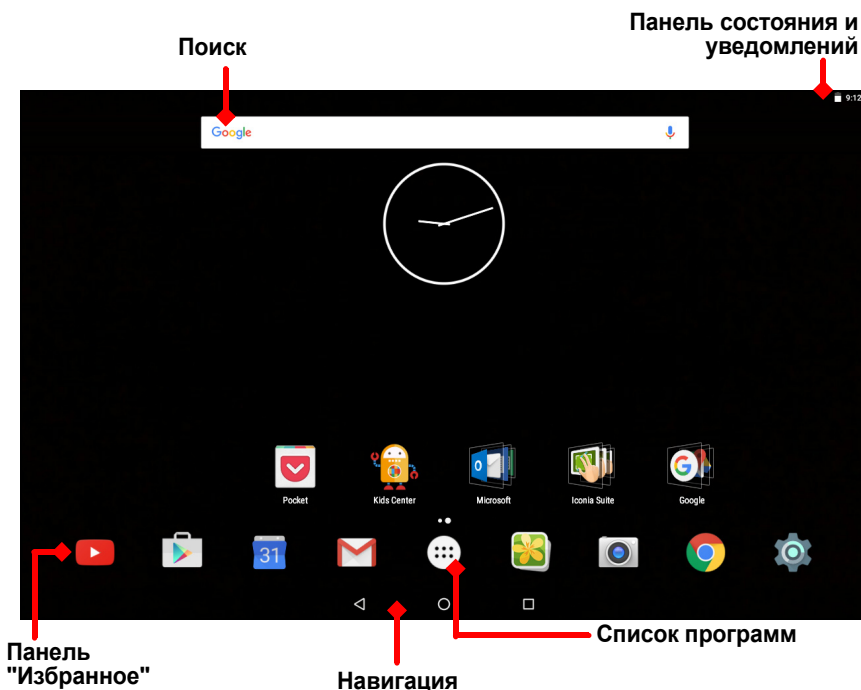 Панель состояния и
уведомлений
Поиск
9:12
Google
Pocket
Kids Center
Microsoft
Iconia Suite
Google
31
Список программ
Панель
"Избранное"
Навигация